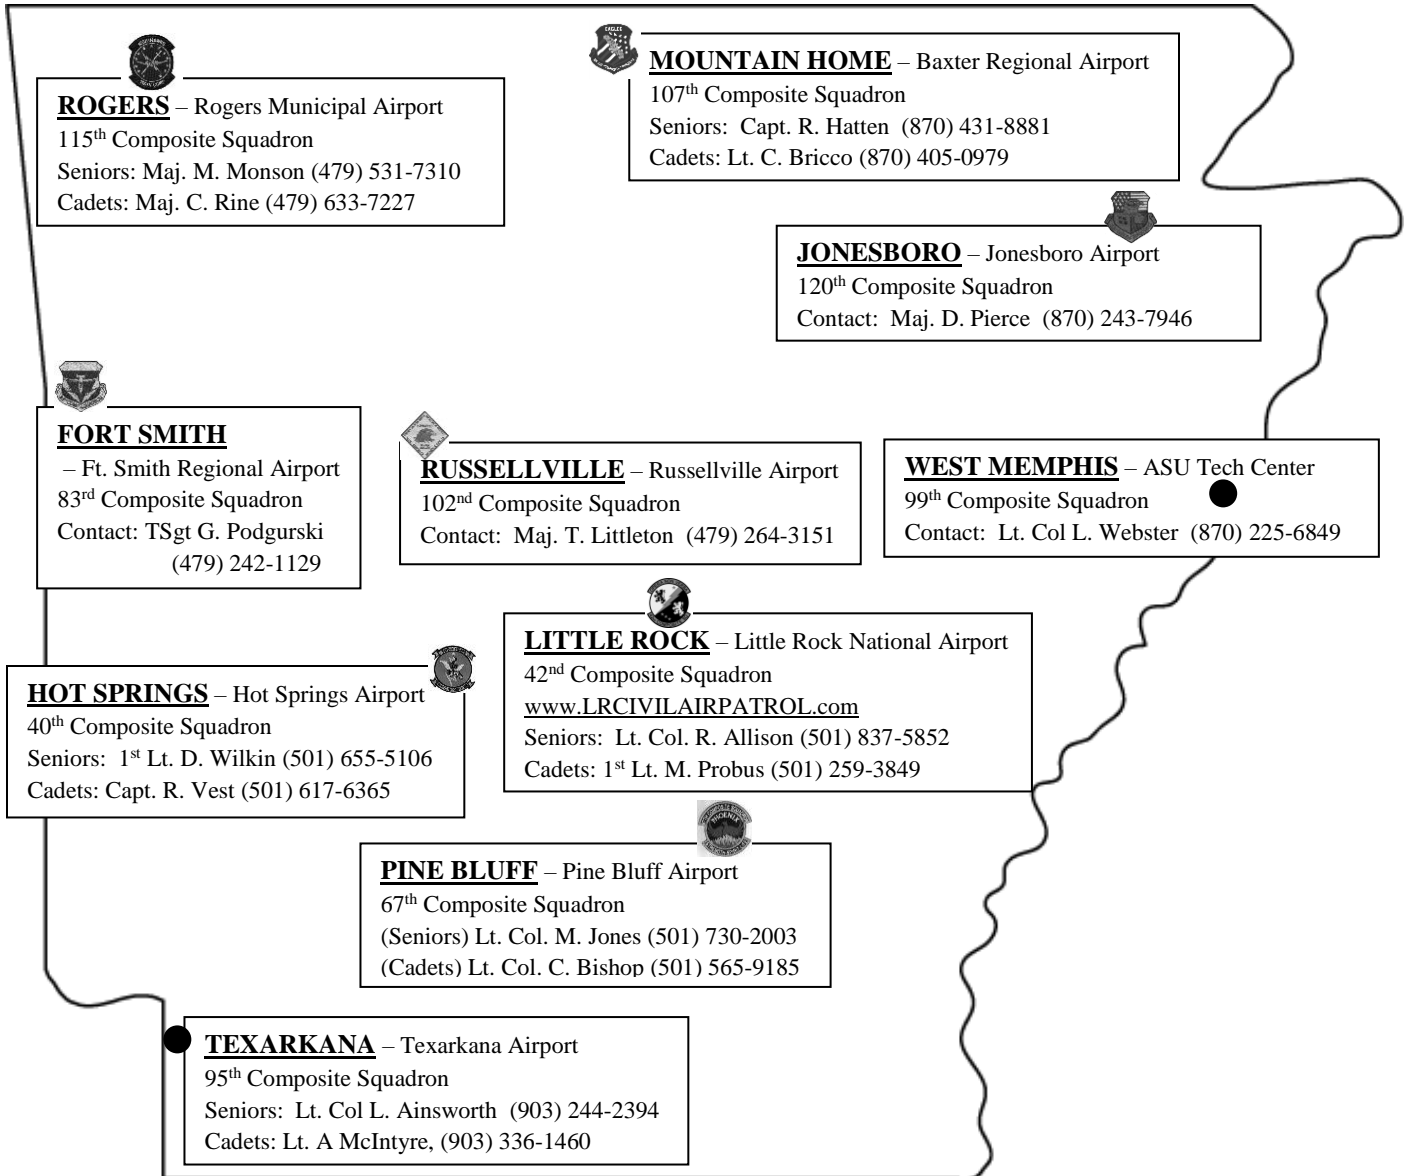 ROGERS – Rogers Municipal Airport
115th Composite Squadron
Seniors: Maj. M. Monson (479) 531-7310
Cadets: Maj. C. Rine (479) 633-7227
EAGLES
MOUNTAIN HOME – Baxter Regional Airport
107th Composite Squadron
Seniors: Capt. R. Hatten (870) 431-8881
Cadets: Lt. C. Bricco (870) 405-0979
JONESBORO – Jonesboro Airport
120th Composite Squadron
Contact: Maj. D. Pierce (870) 243-7946
FORT SMITH
– Ft. Smith Regional Airport
83rd Composite Squadron
Contact: TSgt G. Podgurski
(479) 242-1129
RUSSELLVILLE – Russellville Airport
102nd Composite Squadron
Contact: Maj. T. Littleton (479) 264-3151
WEST MEMPHIS – ASU Tech Center
99th Composite Squadron
Contact: Lt. Col L. Webster (870) 225-6849
LITTLE ROCK – Little Rock National Airport
42nd Composite Squadron
www.LRCIVILAIRPATROL.com
Seniors: Lt. Col. R. Allison (501) 837-5852
Cadets: 1st Lt. M. Probus (501) 259-3849
HOT SPRINGS – Hot Springs Airport
40th Composite Squadron
Seniors: 1st Lt. D. Wilkin (501) 655-5106
Cadets: Capt. R. Vest (501) 617-6365
PHOENIX
PINE BLUFF – Pine Bluff Airport
67th Composite Squadron
(Seniors) Lt. Col. M. Jones (501) 730-2003
(Cadets) Lt. Col. C. Bishop (501) 565-9185
TEXARKANA – Texarkana Airport
95th Composite Squadron
Seniors: Lt. Col L. Ainsworth (903) 244-2394
Cadets: Lt. A McIntyre, (903) 336-1460